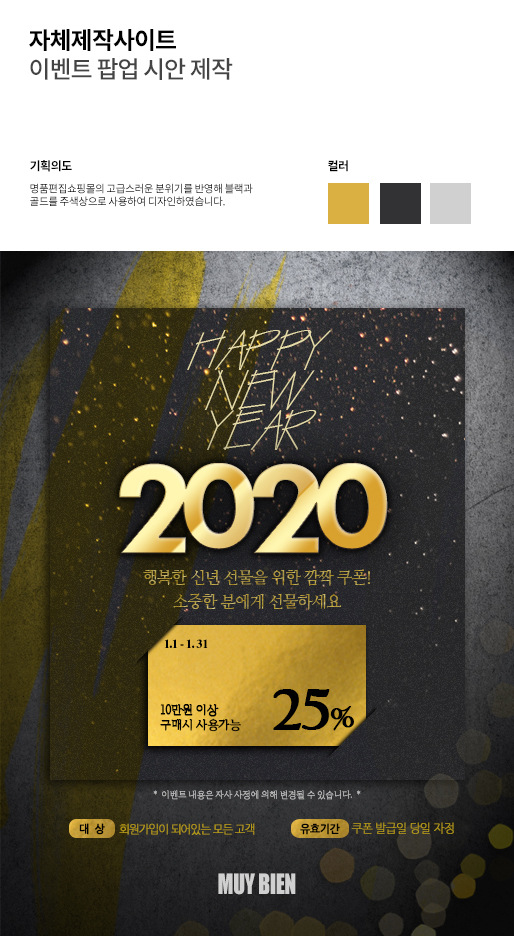 자체제작사이트
이벤트 팝업 시안 제작
기획의도
명품편집쇼핑몰의 고급스러운 분위기를 반영해 블랙과
골드를 주색상으로 사용하여 디자인하였습니다.
컬러
HAPPY
NEW
YEAR
2020
행복한 신년 선물을 위한 깜짝 쿠폰!
소중한 분에게 선물하세요
1.1 - 1.31
10만원 이상
구매시 사용가능
25%
* 이벤트 내용은 자사 사정에 의해 변경될 수 있습니다. *
대 상 회원가입이 되어있는 모든 고객
유효기간 쿠폰 발급일 당일 자정
MUY BIEN